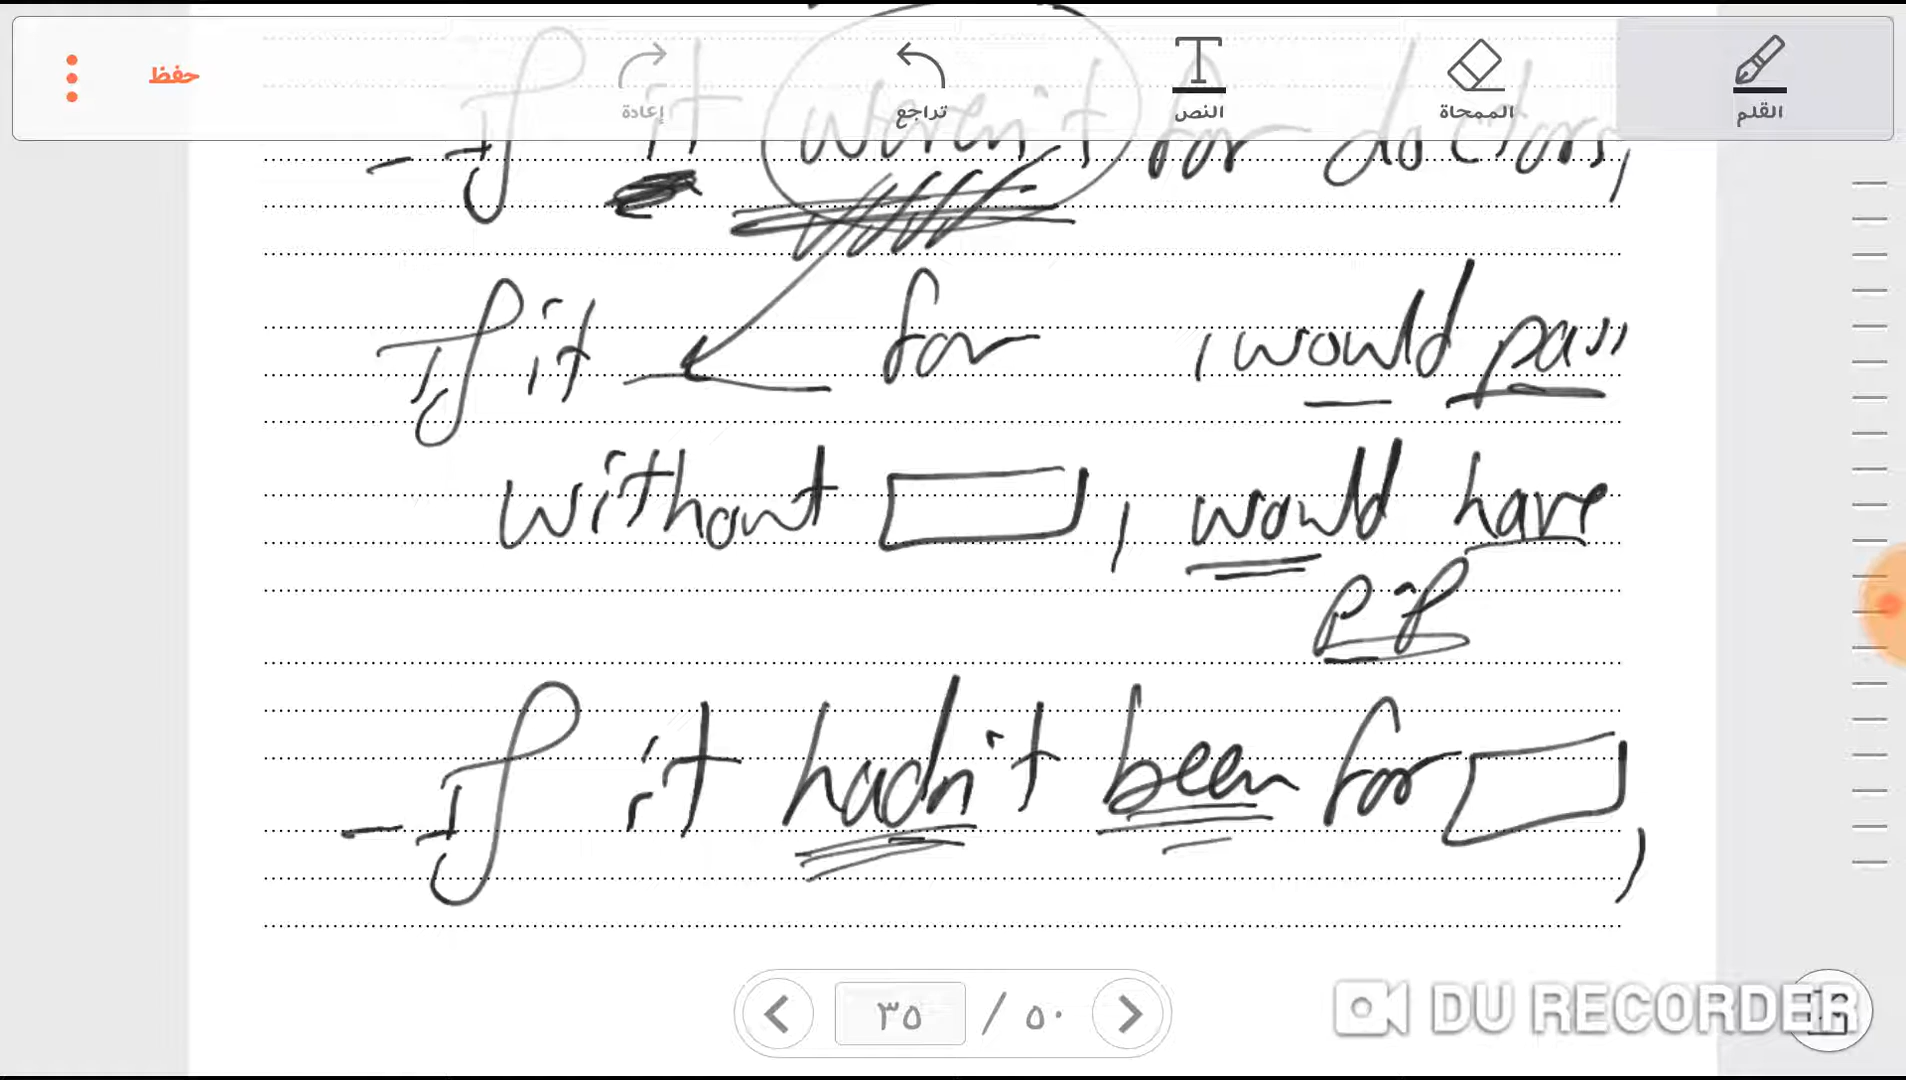 حفظ
إعادة
تراجع
النص
الممحاة
القلم
- If it weren't for doctors,
If it for , would pass
without , would have
P.P
- If it hadn't been for ,
٣٥ / ٥٠
DU RECORDER